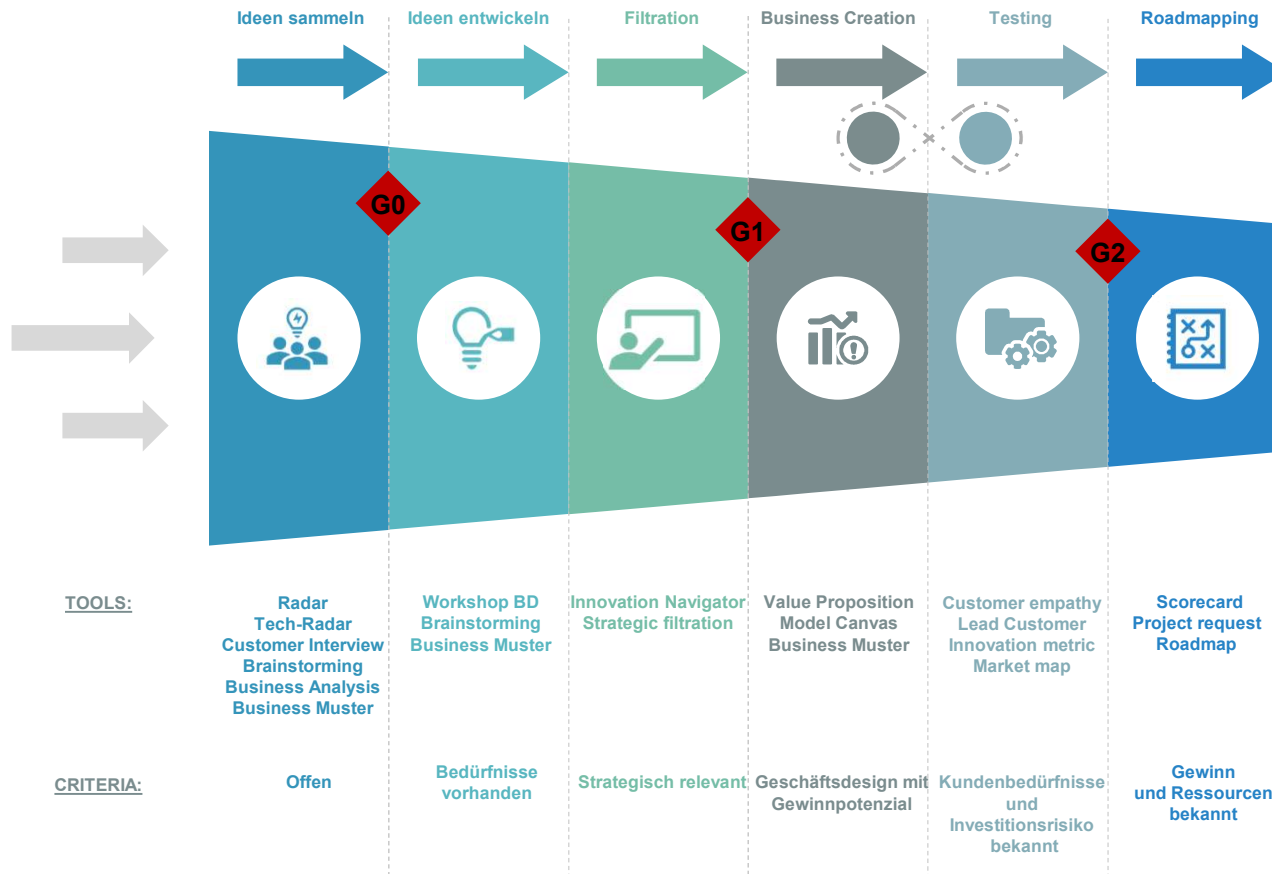 Ideen sammeln
Ideen entwickeln
Filtration
Business Creation
Testing
Roadmapping
G0
G1
G2
TOOLS:
Radar
Tech-Radar
Customer Interview
Brainstorming
Business Analysis
Business Muster
Workshop BD
Brainstorming
Business Muster
Innovation Navigator
Strategic filtration
Value Proposition
Model Canvas
Business Muster
Customer empathy
Lead Customer
Innovation metric
Market map
Scorecard
Project request
Roadmap
CRITERIA:
Offen
Bedürfnisse
vorhanden
Strategisch relevant
Geschäftsdesign mit
Gewinnpotenzial
Kundenbedürfnisse
und
Investitionsrisiko
bekannt
Gewinn
und Ressourcen
bekannt